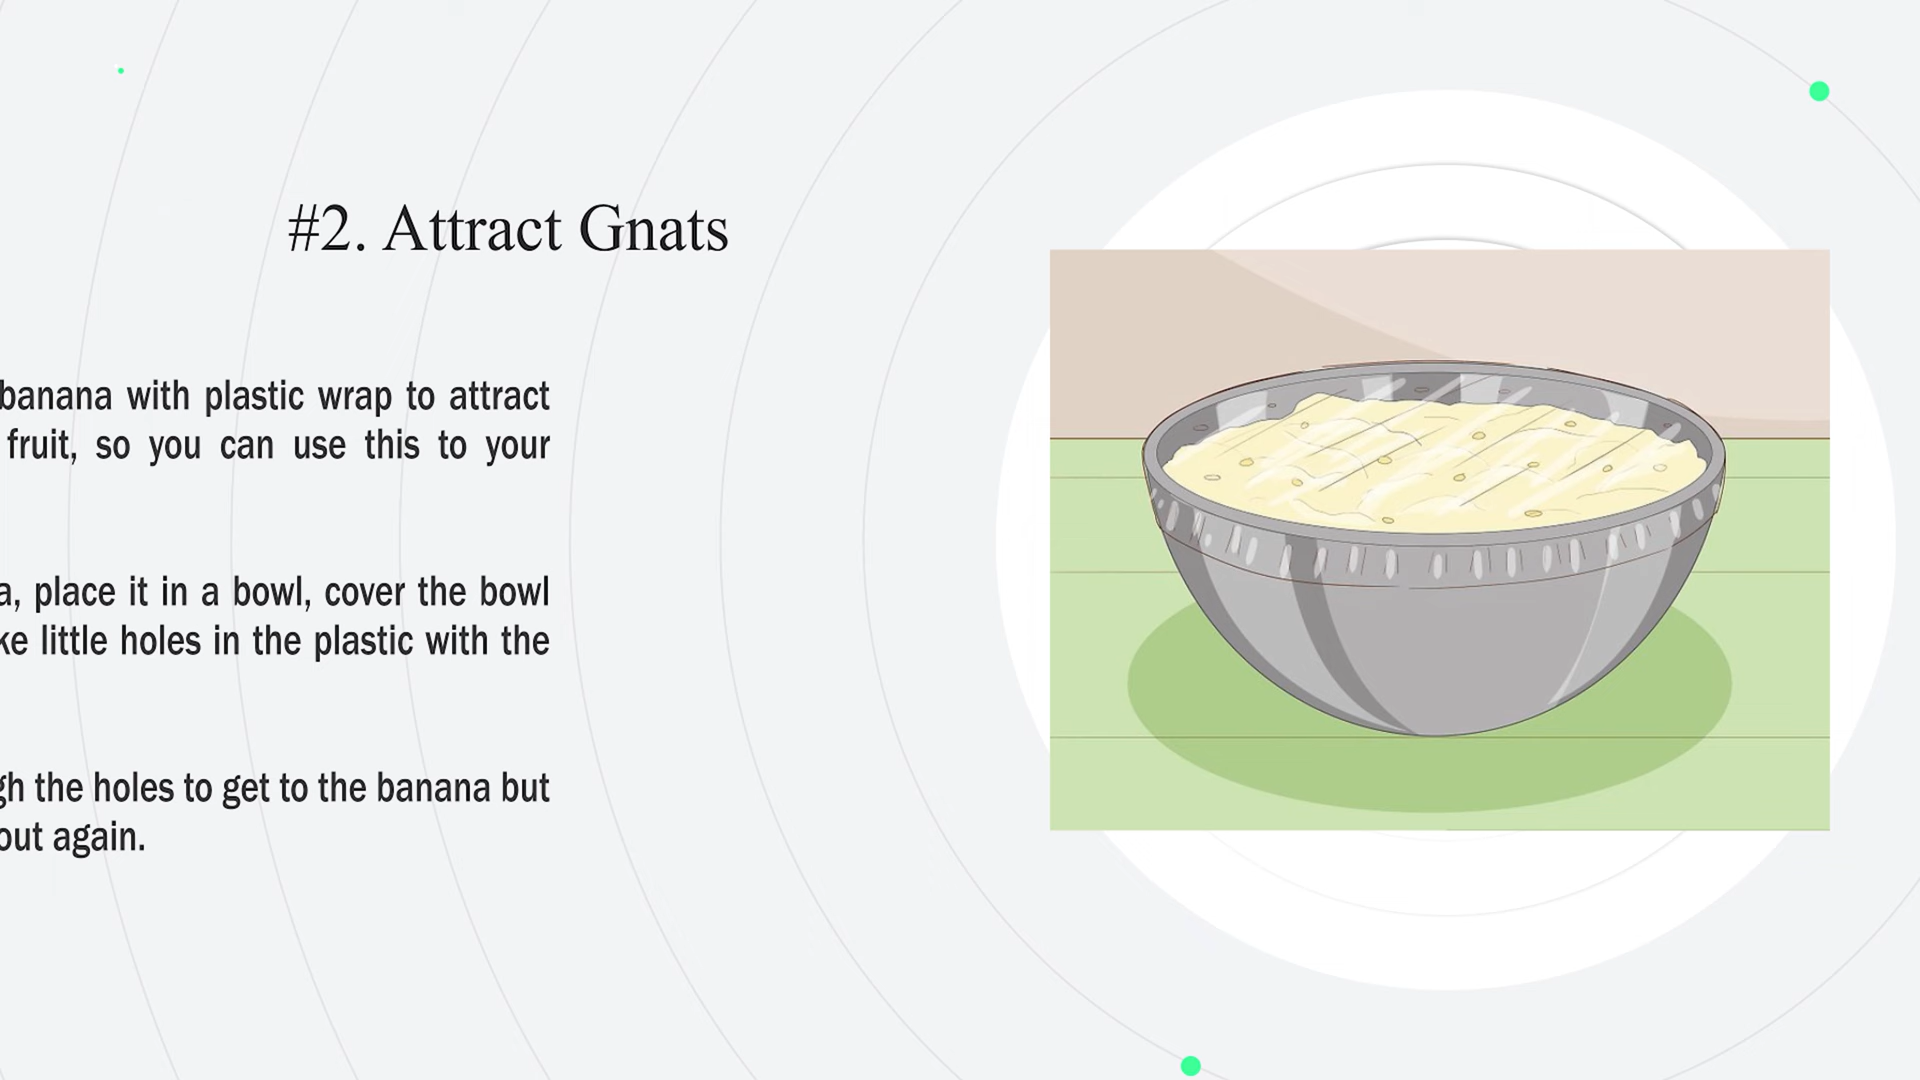 #2. Attract Gnats
banana with plastic wrap to attract
fruit, so you can use this to your
place it in a bowl, cover the bowl
little holes in the plastic with the
the holes to get to the banana but
out again.